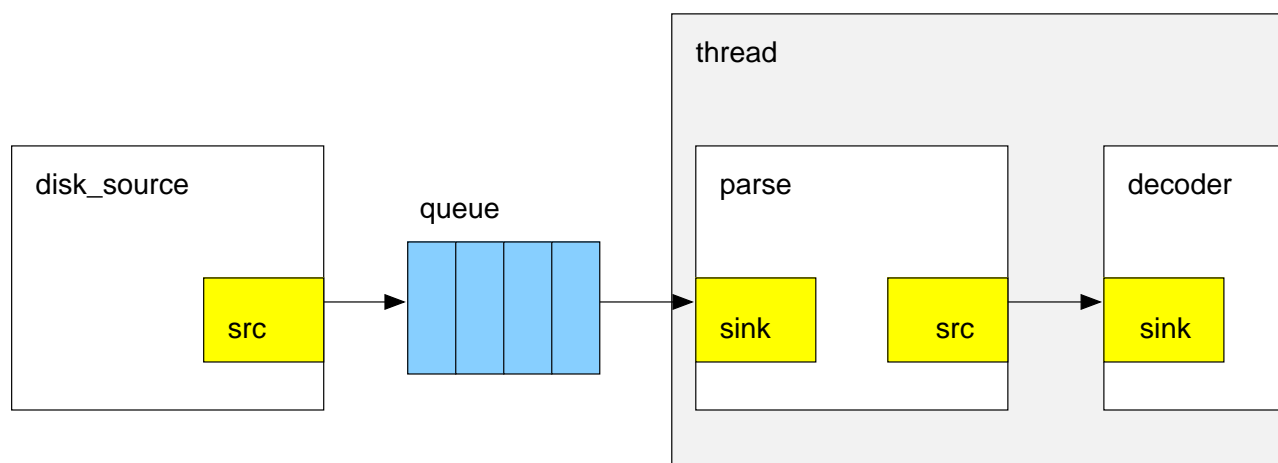 thread
disk_source
queue
parse
decoder
src
sink
src
sink